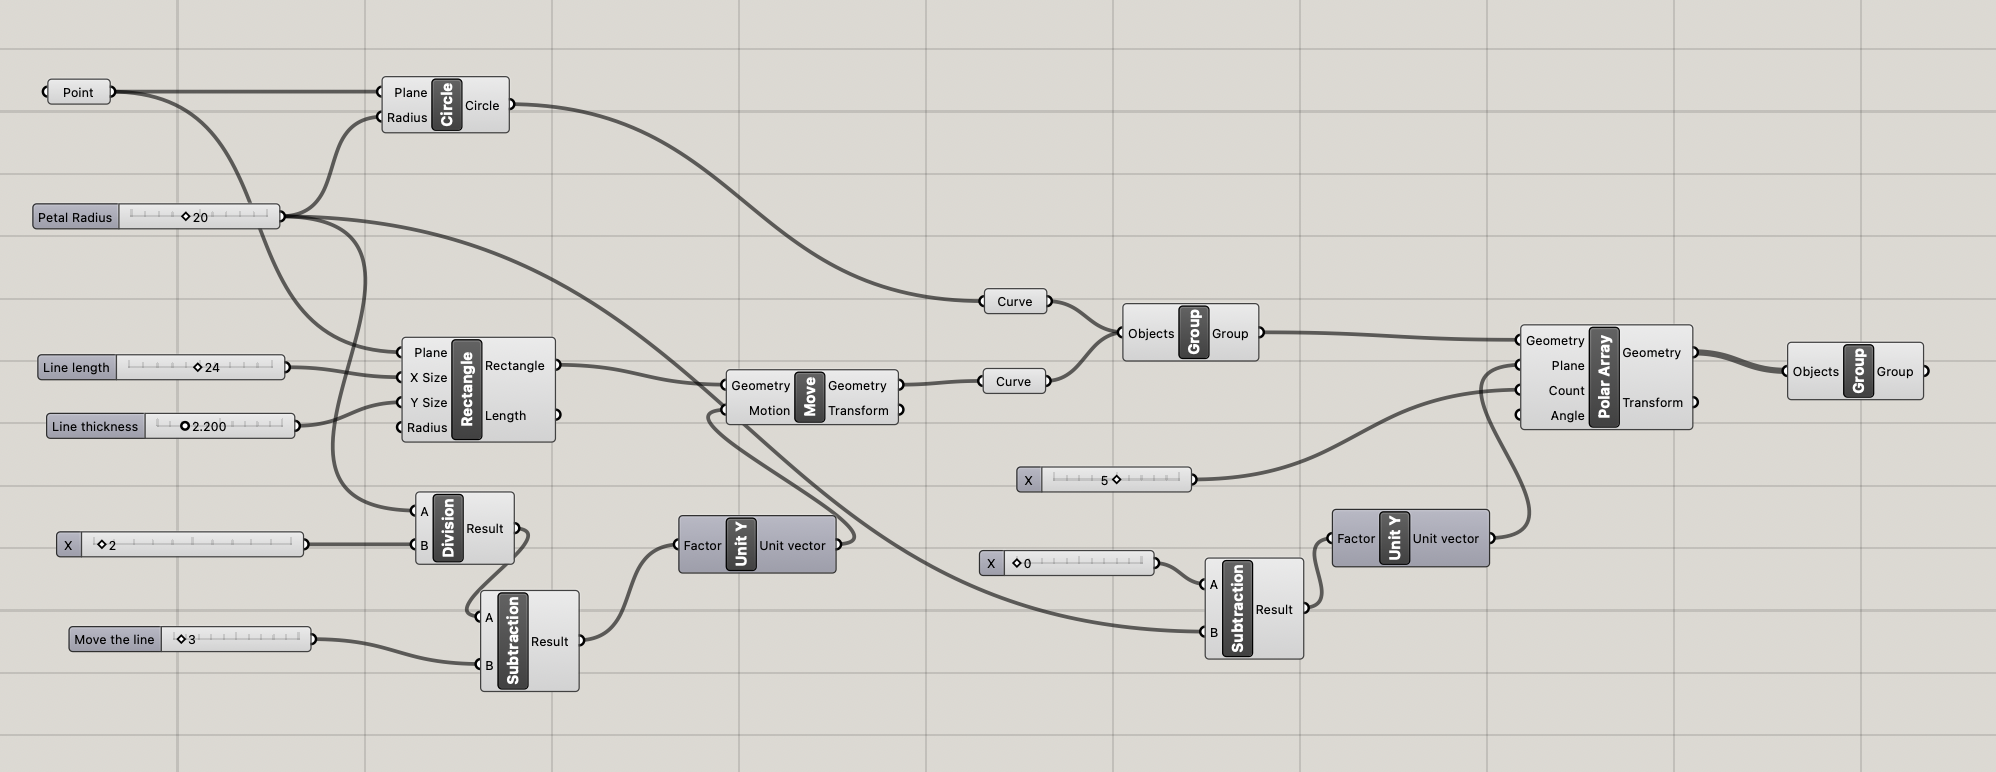 Point
Plane
Radius
Circle
Circle
Petal Radius
20
Line length
24
Line thickness
2.200
Plane
X Size
Y Size
Radius
Rectangle
Rectangle
Length
X
2
A
B
Division
Result
Move the line
3
A
B
Subtraction
Result
Factor
Unit Y
Unit vector
Geometry
Motion
Move
Geometry
Transform
Curve
Curve
Objects
Group
Group
X
5
X
0
A
B
Subtraction
Result
Factor
Unit Y
Unit vector
Geometry
Plane
Count
Angle
Polar Array
Geometry
Transform
Objects
Group
Group